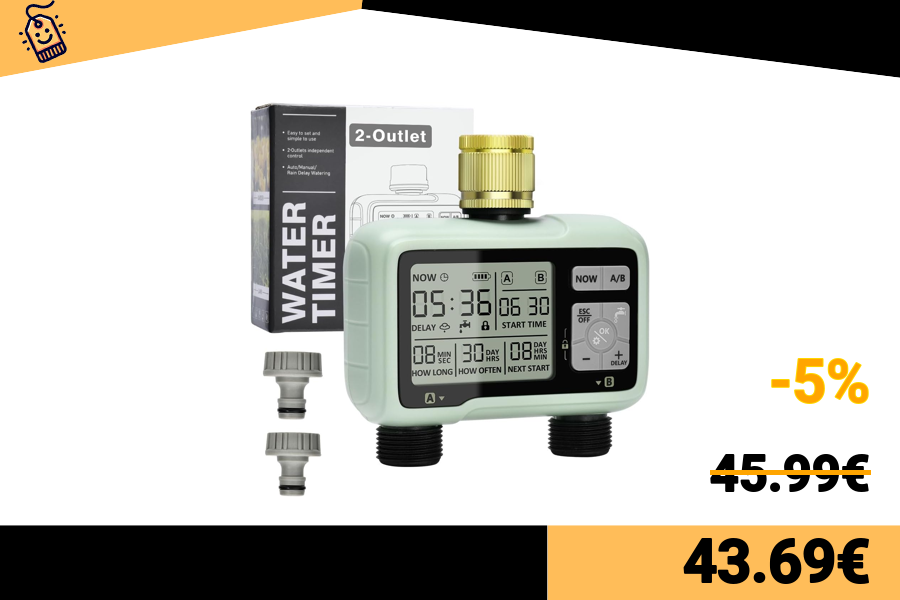 • Easy to set and
simple to use
• 2-Outlets independent
control
• Auto/Manual/
Rain Delay Watering
2-Outlet
WATER
TIMER
NOW A B
05:36 06 30
DELAY START TIME
08 MIN SEC 30 DAY HRS 08 DAY HRS MIN
HOW LONG HOW OFTEN NEXT START
NOW A/B
ESC
OFF
OK
- +
DELAY
A ▼
▼ B
-5%
45.99€
43.69€